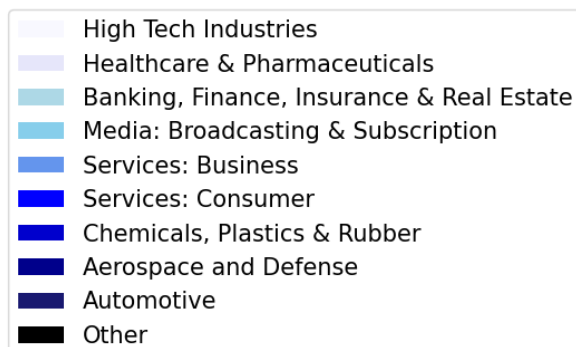 High Tech Industries
Healthcare & Pharmaceuticals
Banking, Finance, Insurance & Real Estate
Media: Broadcasting & Subscription
Services: Business
Services: Consumer
Chemicals, Plastics & Rubber
Aerospace and Defense
Automotive
Other